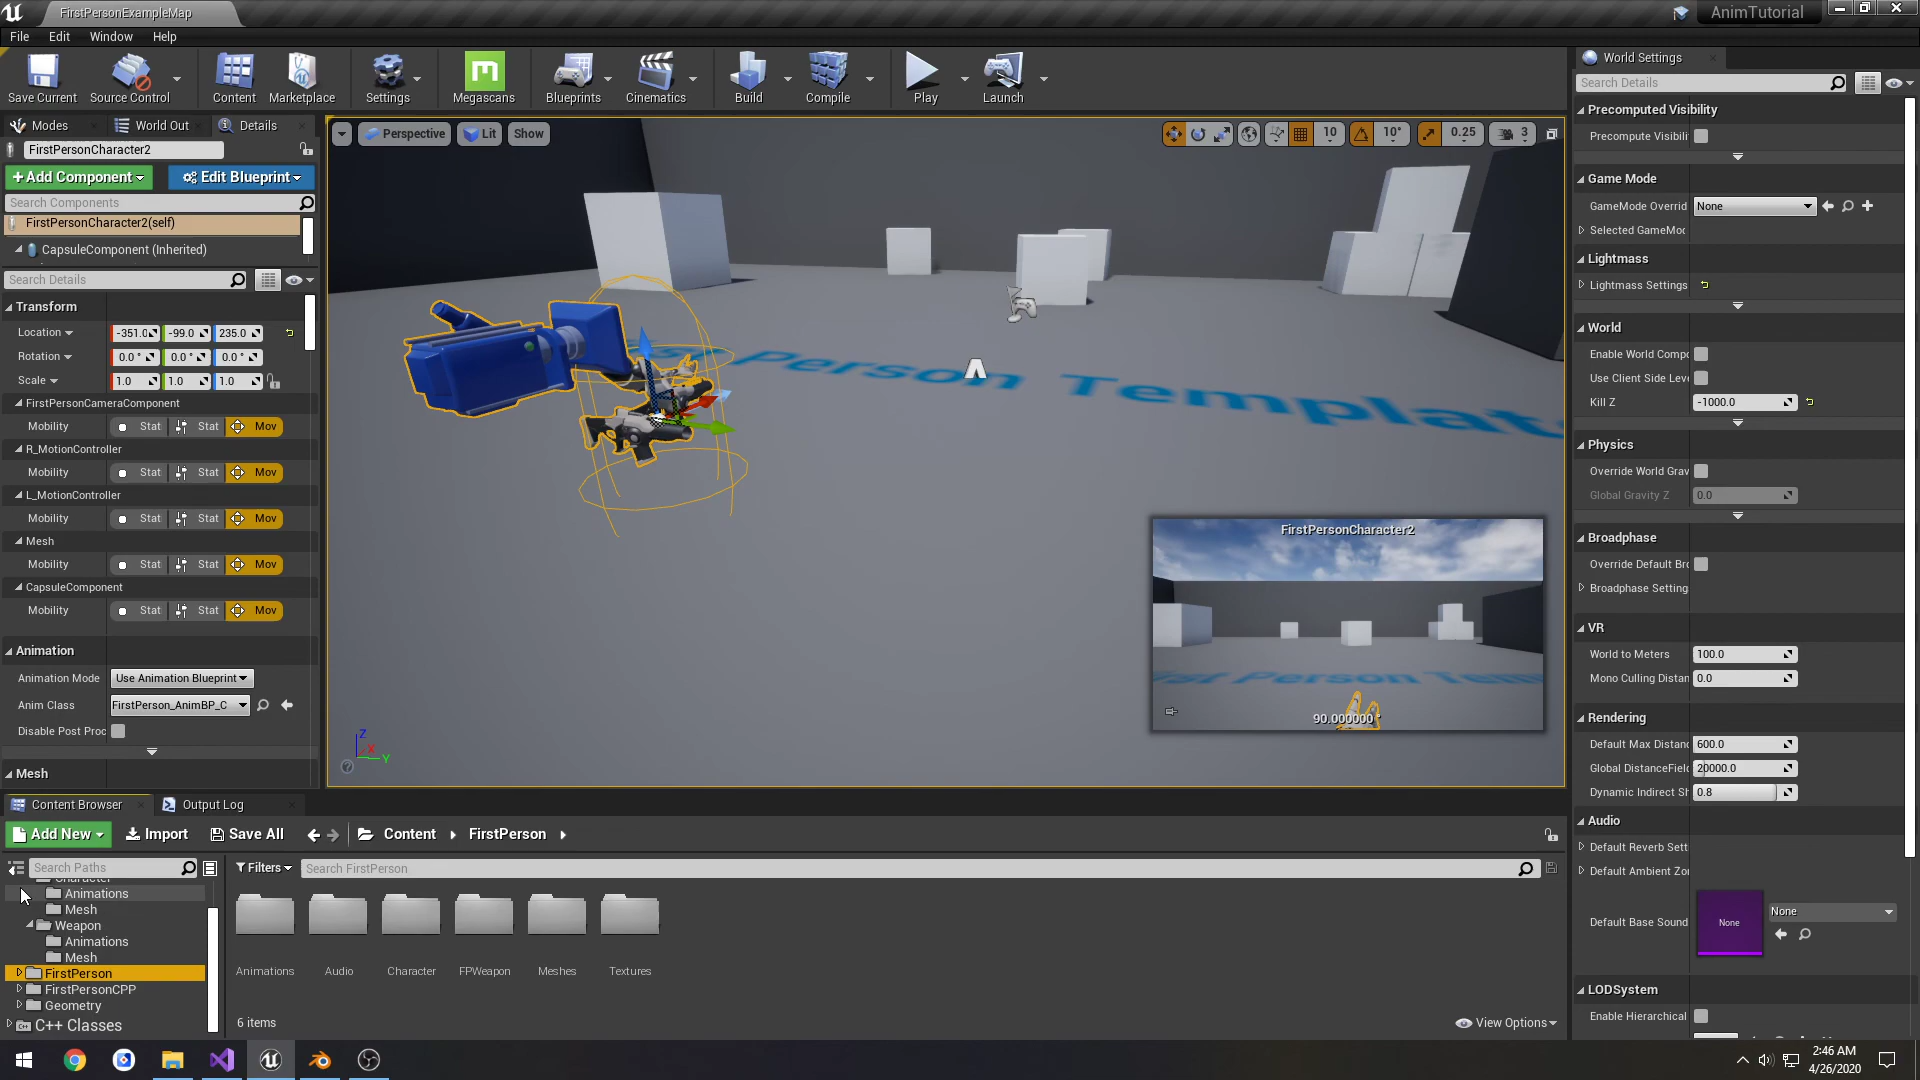 FirstPersonExampleMap
AnimTutorial
File
Edit
Window
Help
Save Current
Source Control
Content
Marketplace
Settings
Megascans
Blueprints
Cinematics
Build
Compile
Play
Launch
World Settings
Search Details
Modes
World Out
Details
FirstPersonCharacter2
+Add Component
Edit Blueprint
Search Components
FirstPersonCharacter2(self)
CapsuleComponent (Inherited)
Search Details
Transform
Location
-351.0
-99.0
235.0
Rotation
0.0 °
0.0 °
0.0 °
Scale
1.0
1.0
1.0
FirstPersonCameraComponent
Mobility
Stat
Stat
Mov
R_MotionController
Mobility
Stat
Stat
Mov
L_MotionController
Mobility
Stat
Stat
Mov
Mesh
Mobility
Stat
Stat
Mov
CapsuleComponent
Mobility
Stat
Stat
Mov
Animation
Animation Mode
Use Animation Blueprint
Anim Class
FirstPerson_AnimBP_C
Disable Post Proc
Mesh
Perspective
Lit
Show
10
10°
0.25
3
Person Templat
FirstPersonCharacter2
90.000000 °
Z
X
Y
Precomputed Visibility
Precompute Visibili
Game Mode
GameMode Overrid
None
Selected GameMoc
Lightmass
Lightmass Settings
World
Enable World Compo
Use Client Side Leve
Kill Z
-1000.0
Physics
Override World Grav
Global Gravity Z
0.0
Broadphase
Override Default Bro
Broadphase Setting
VR
World to Meters
100.0
Mono Culling Distan
0.0
Rendering
Default Max Distanc
600.0
Global DistanceField
20000.0
Dynamic Indirect Sh
0.8
Audio
Default Reverb Sett
Default Ambient Zo
Default Base Sound
None
None
LODSystem
Enable Hierarchical
Content Browser
Output Log
Add New
Import
Save All
Content
FirstPerson
Search Paths
Filters
Search FirstPerson
Character
Animations
Mesh
Weapon
Animations
Mesh
FirstPerson
FirstPersonCPP
Geometry
C++ Classes
Animations
Audio
Character
FPWeapon
Meshes
Textures
6 items
View Options
2:46 AM
4/26/2020